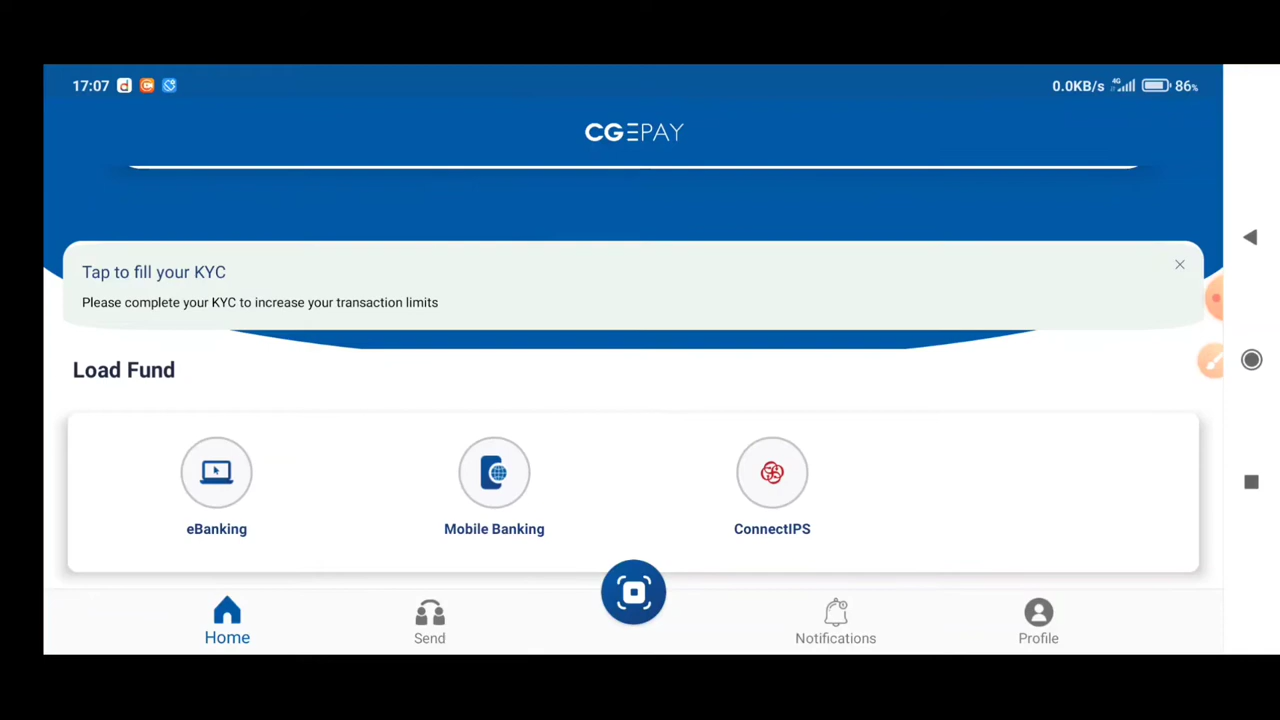 17:07
0.0KB/s 4G 86%
CGEPAY
Tap to fill your KYC
Please complete your KYC to increase your transaction limits
Load Fund
eBanking
Mobile Banking
ConnectIPS
Home
Send
Notifications
Profile